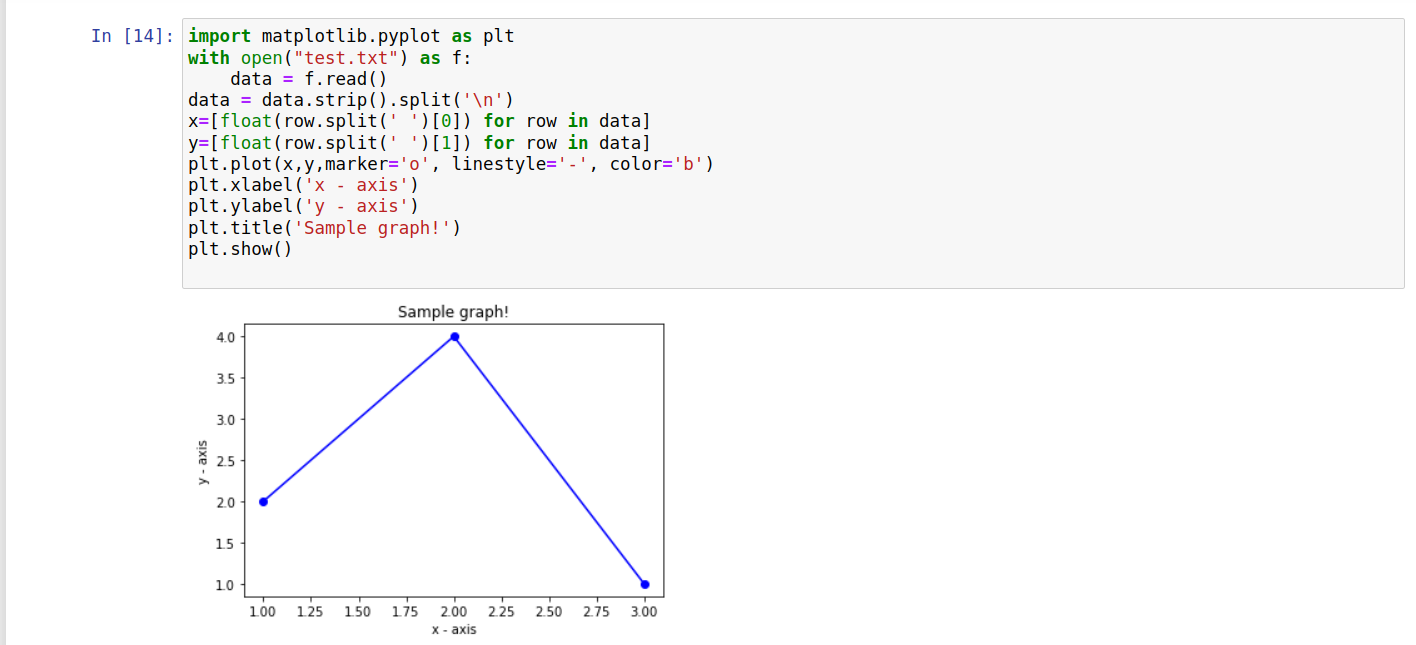 In [14]: import matplotlib.pyplot as plt
with open("test.txt") as f:
    data = f.read()
data = data.strip().split('\n')
x=[float(row.split(' ')[0]) for row in data]
y=[float(row.split(' ')[1]) for row in data]
plt.plot(x,y,marker='o', linestyle='-', color='b')
plt.xlabel('x - axis')
plt.ylabel('y - axis')
plt.title('Sample graph!')
plt.show()
Sample graph!
4.0
3.5
3.0
2.5
2.0
1.5
1.0
y - axis
1.00 1.25 1.50 1.75 2.00 2.25 2.50 2.75 3.00
x - axis